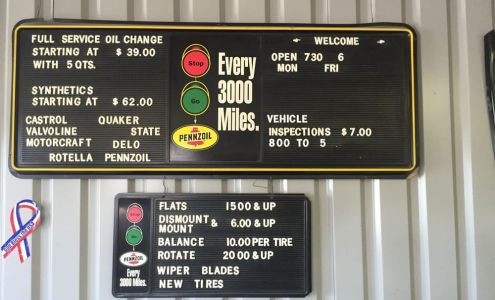 FULL SERVICE OIL CHANGE
STARTING AT $ 39.00
WITH 5 QTS.
SYNTHETICS
STARTING AT $ 62.00
CASTROL QUAKER
VALVOLINE STATE
MOTORCRAFT DELO
ROTELLA PENNZOIL
Stop
Go
PENNZOIL
Every
3000
Miles.
WELCOME
OPEN 730 6
MON FRI
VEHICLE
INSPECTIONS $7.00
800 TO 5
Stop
Go
PENNZOIL
Every
3000 Miles.
FLATS 1500 & UP
DISMOUNT & 6.00 & UP
MOUNT
BALANCE 10.00 PER TIRE
ROTATE 20 00 & UP
WIPER BLADES
NEW TIRES